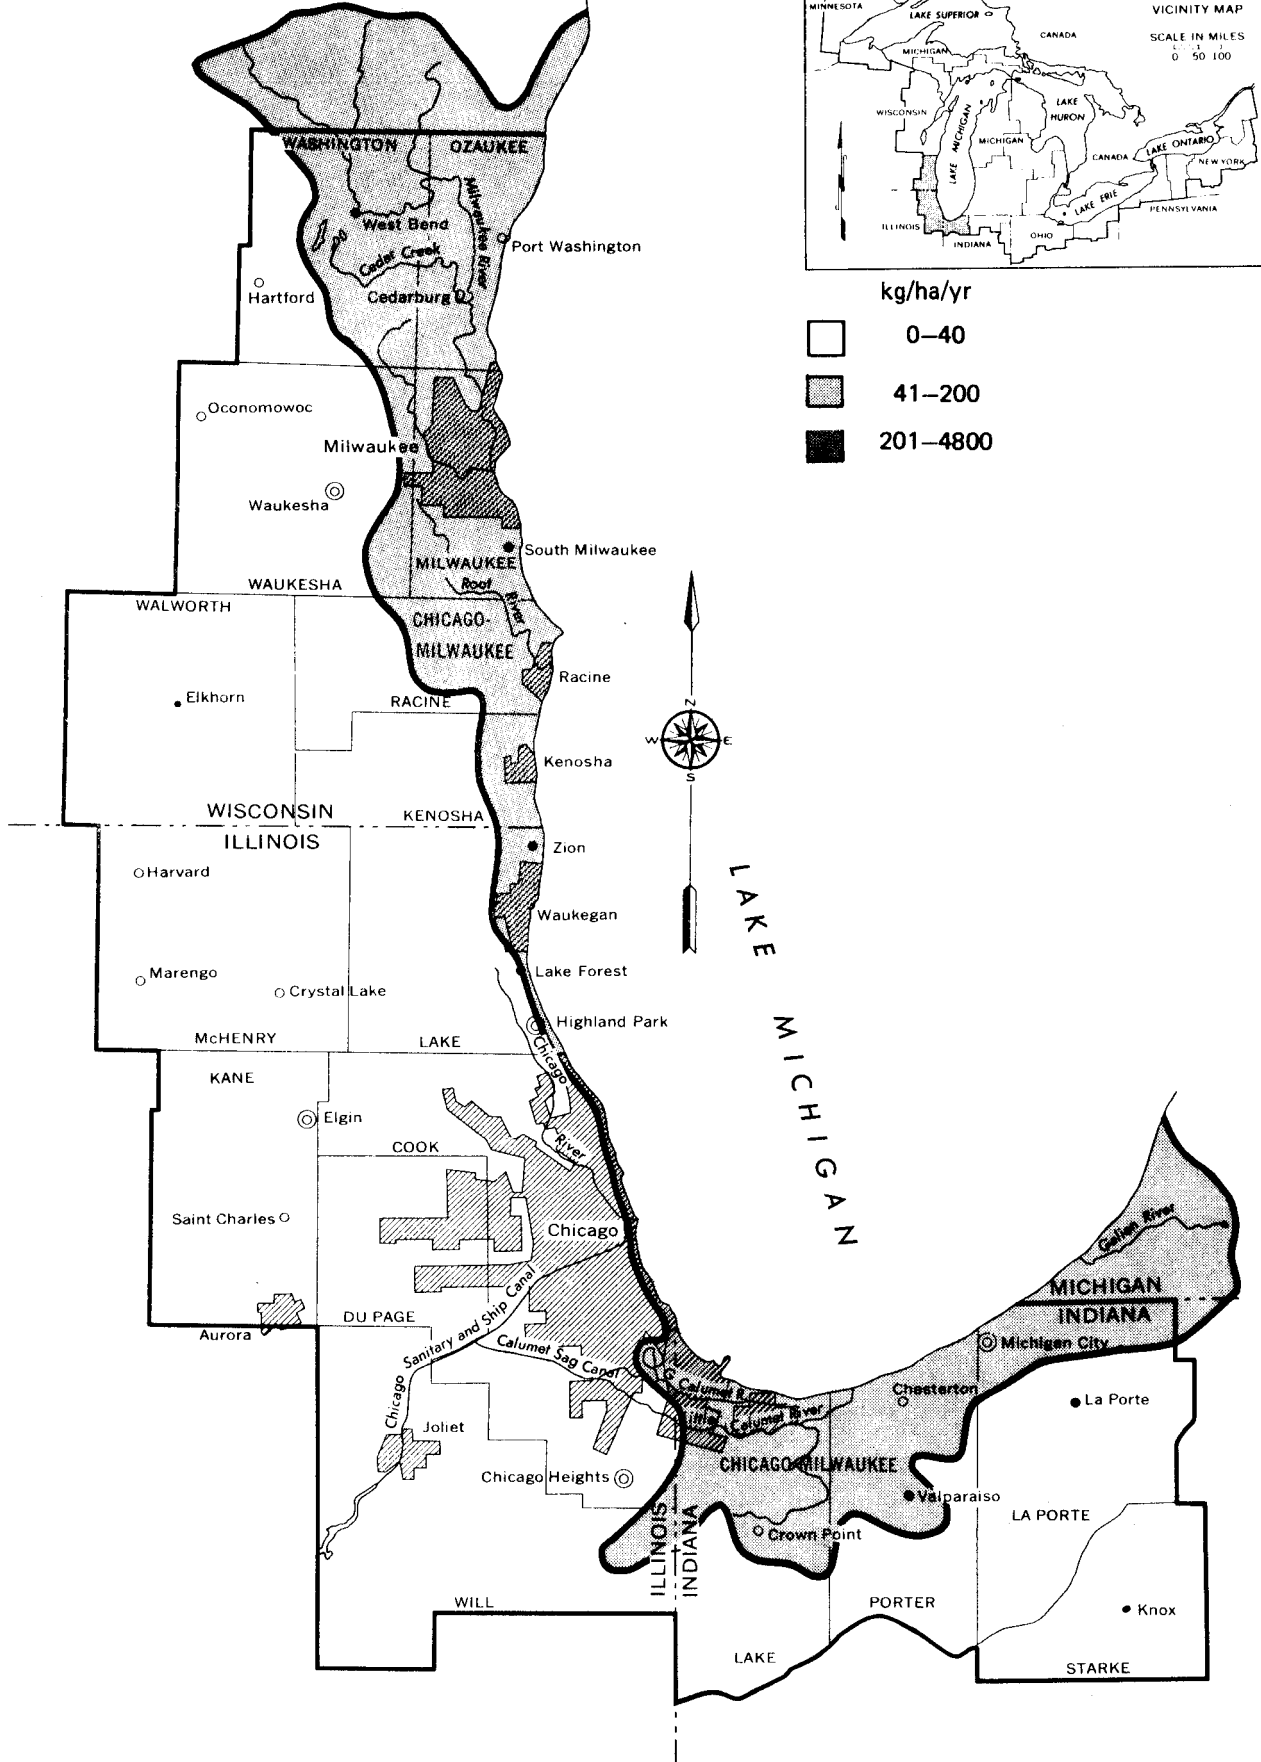 MINNESOTA
LAKE SUPERIOR
CANADA
MICHIGAN
WISCONSIN
LAKE MICHIGAN
MICHIGAN
LAKE
HURON
CANADA
LAKE ONTARIO
NEW YORK
LAKE ERIE
PENNSYLVANIA
ILLINOIS
INDIANA
OHIO
VICINITY MAP
SCALE IN MILES
0 50 100
kg/ha/yr
0–40
41–200
201–4800
WASHINGTON
OZAUKEE
West Bend
Milwaukee River
Port Washington
Cedar Creek
Hartford
Cedarburg
Oconomowoc
Milwaukee
Waukesha
South Milwaukee
MILWAUKEE
WAUKESHA
Root
River
WALWORTH
CHICAGO-
MILWAUKEE
Racine
Elkhorn
RACINE
N
W
E
S
Kenosha
WISCONSIN
KENOSHA
ILLINOIS
Zion
Harvard
Waukegan
LAKE MICHIGAN
Marengo
Lake Forest
Crystal Lake
Highland Park
McHENRY
LAKE
Chicago
River
KANE
Elgin
COOK
Saint Charles
Chicago
Galien River
MICHIGAN
INDIANA
Aurora
DU PAGE
Chicago Sanitary and Ship Canal
Calumet Sag Canal
Michigan City
G. Calumet R.
Chesterton
La Porte
Little Calumet River
Joliet
CHICAGO-MILWAUKEE
Chicago Heights
Valparaiso
ILLINOIS
INDIANA
LA PORTE
Crown Point
WILL
PORTER
Knox
LAKE
STARKE